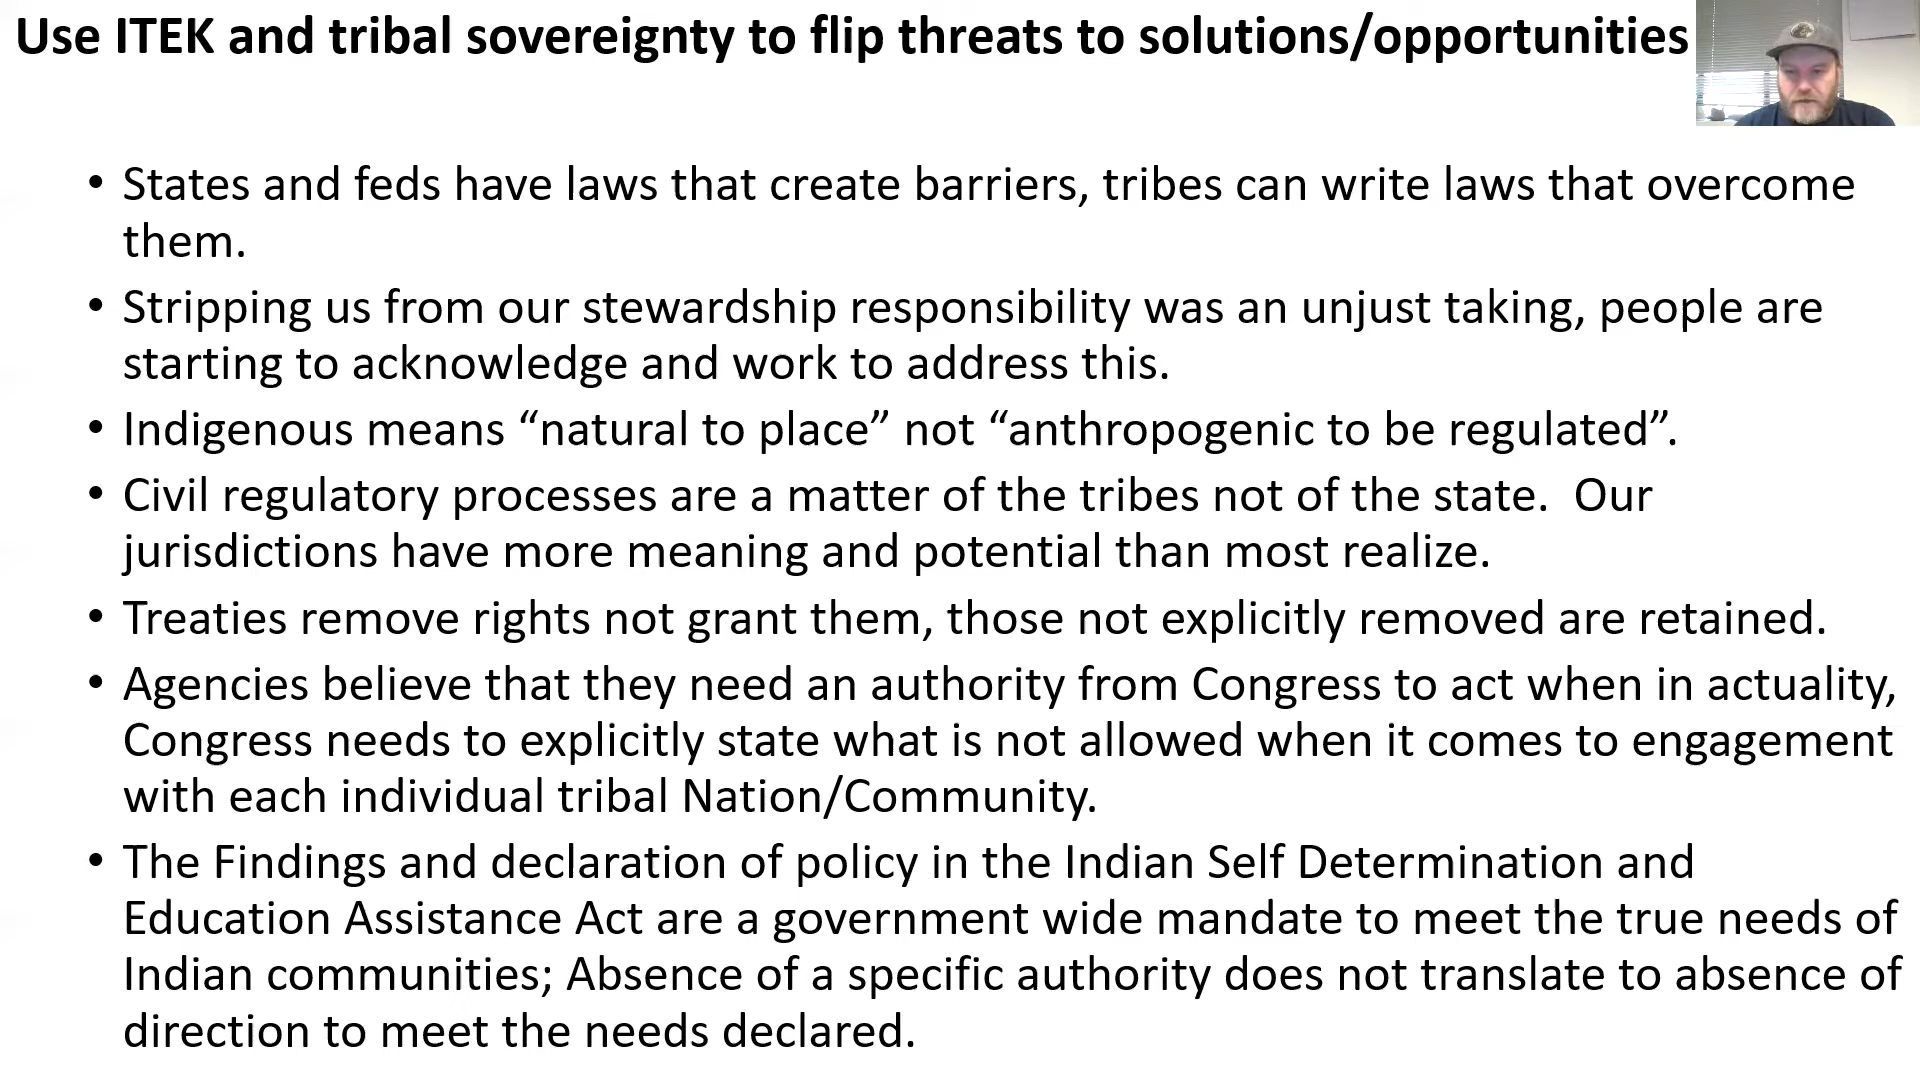 Use ITEK and tribal sovereignty to flip threats to solutions/opportunities
• States and feds have laws that create barriers, tribes can write laws that overcome
them.
• Stripping us from our stewardship responsibility was an unjust taking, people are
starting to acknowledge and work to address this.
• Indigenous means “natural to place” not “anthropogenic to be regulated”.
• Civil regulatory processes are a matter of the tribes not of the state.  Our
jurisdictions have more meaning and potential than most realize.
• Treaties remove rights not grant them, those not explicitly removed are retained.
• Agencies believe that they need an authority from Congress to act when in actuality,
Congress needs to explicitly state what is not allowed when it comes to engagement
with each individual tribal Nation/Community.
• The Findings and declaration of policy in the Indian Self Determination and
Education Assistance Act are a government wide mandate to meet the true needs of
Indian communities; Absence of a specific authority does not translate to absence of
direction to meet the needs declared.